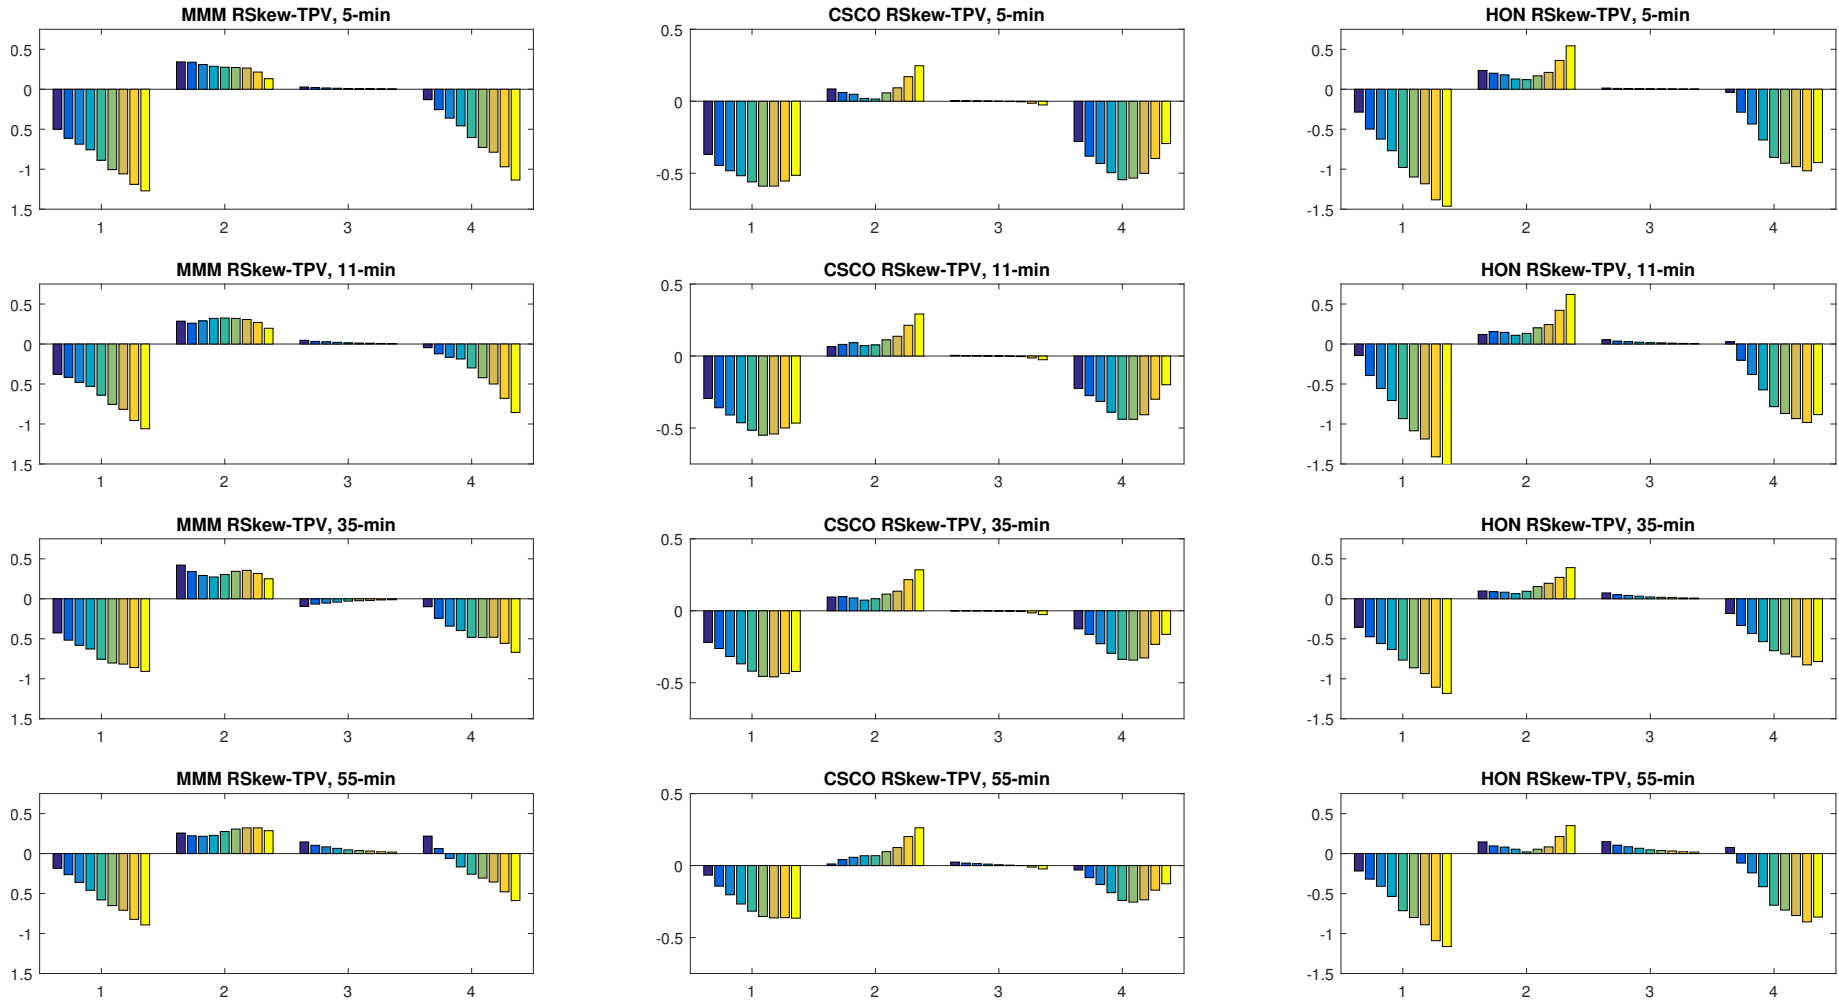 MMM RSkew-TPV, 5-min
0.5
0
0.5
-1
1.5
1 2 3 4
CSCO RSkew-TPV, 5-min
0.5
0
-0.5
1 2 3 4
HON RSkew-TPV, 5-min
0.5
0
-0.5
-1
-1.5
1 2 3 4
MMM RSkew-TPV, 11-min
0.5
0
0.5
-1
1.5
1 2 3 4
CSCO RSkew-TPV, 11-min
0.5
0
-0.5
1 2 3 4
HON RSkew-TPV, 11-min
0.5
0
-0.5
-1
-1.5
1 2 3 4
MMM RSkew-TPV, 35-min
0.5
0
0.5
-1
1.5
1 2 3 4
CSCO RSkew-TPV, 35-min
0.5
0
-0.5
1 2 3 4
HON RSkew-TPV, 35-min
0.5
0
-0.5
-1
-1.5
1 2 3 4
MMM RSkew-TPV, 55-min
0.5
0
0.5
-1
1.5
1 2 3 4
CSCO RSkew-TPV, 55-min
0.5
0
-0.5
1 2 3 4
HON RSkew-TPV, 55-min
0.5
0
-0.5
-1
-1.5
1 2 3 4